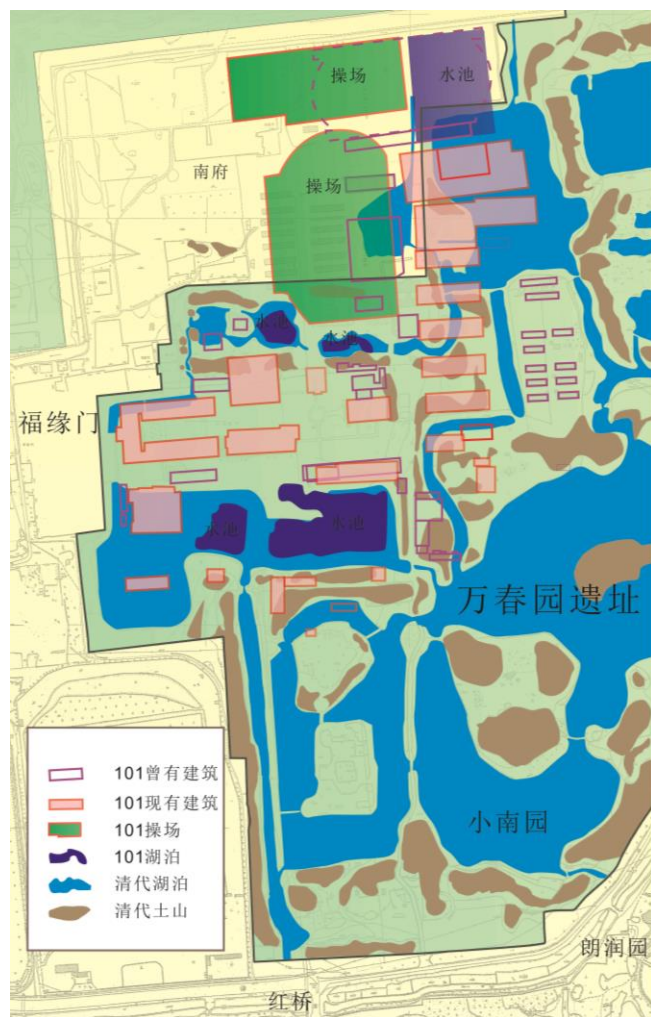 操场
水池
南府
操场
水池
水池
福缘门
水池
水池
万春园遗址
101曾有建筑
101现有建筑
101操场
101湖泊
清代湖泊
清代土山
小南园
朗润园
红桥